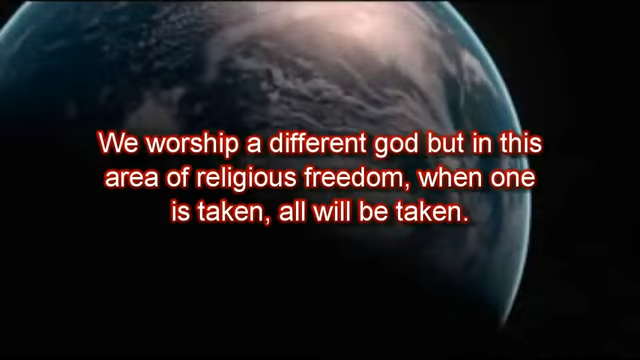 We worship a different god but in this
area of religious freedom, when one
is taken, all will be taken.